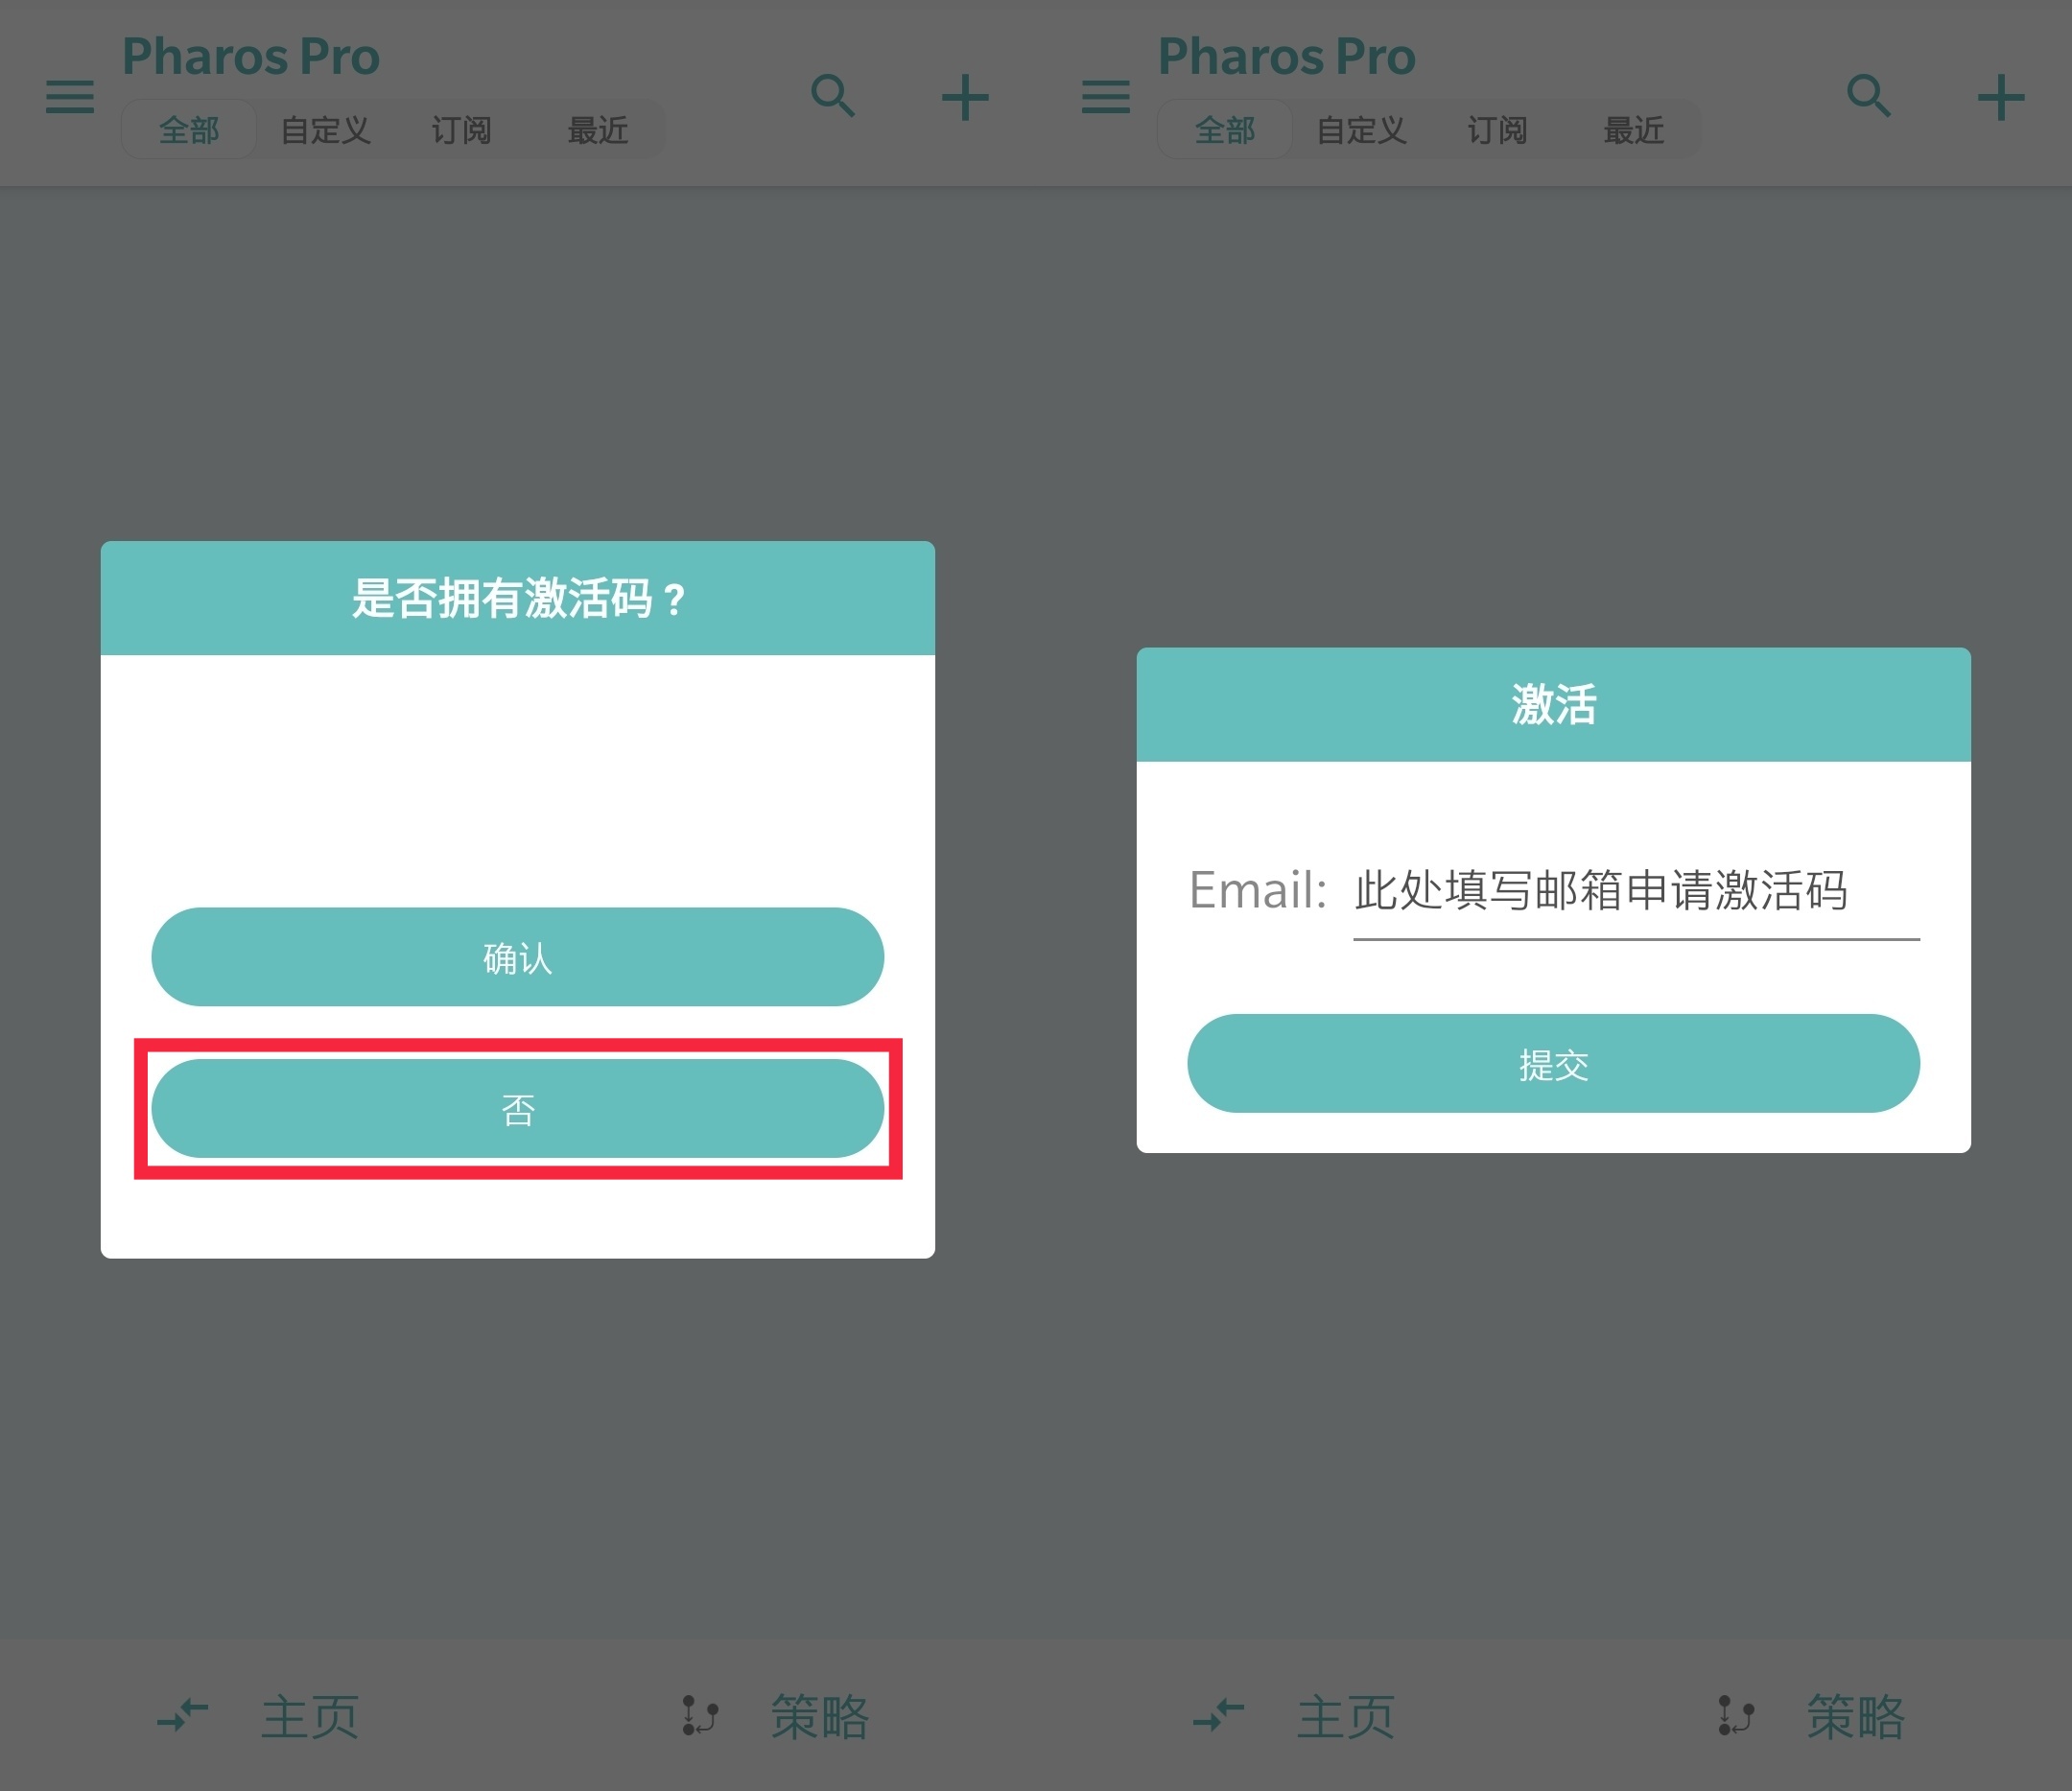 Pharos Pro
全部 自定义 订阅 最近
是否拥有激活码？
确认
否
主页 策略
Pharos Pro
全部 自定义 订阅 最近
激活
Email: 此处填写邮箱申请激活码
提交
主页 策略